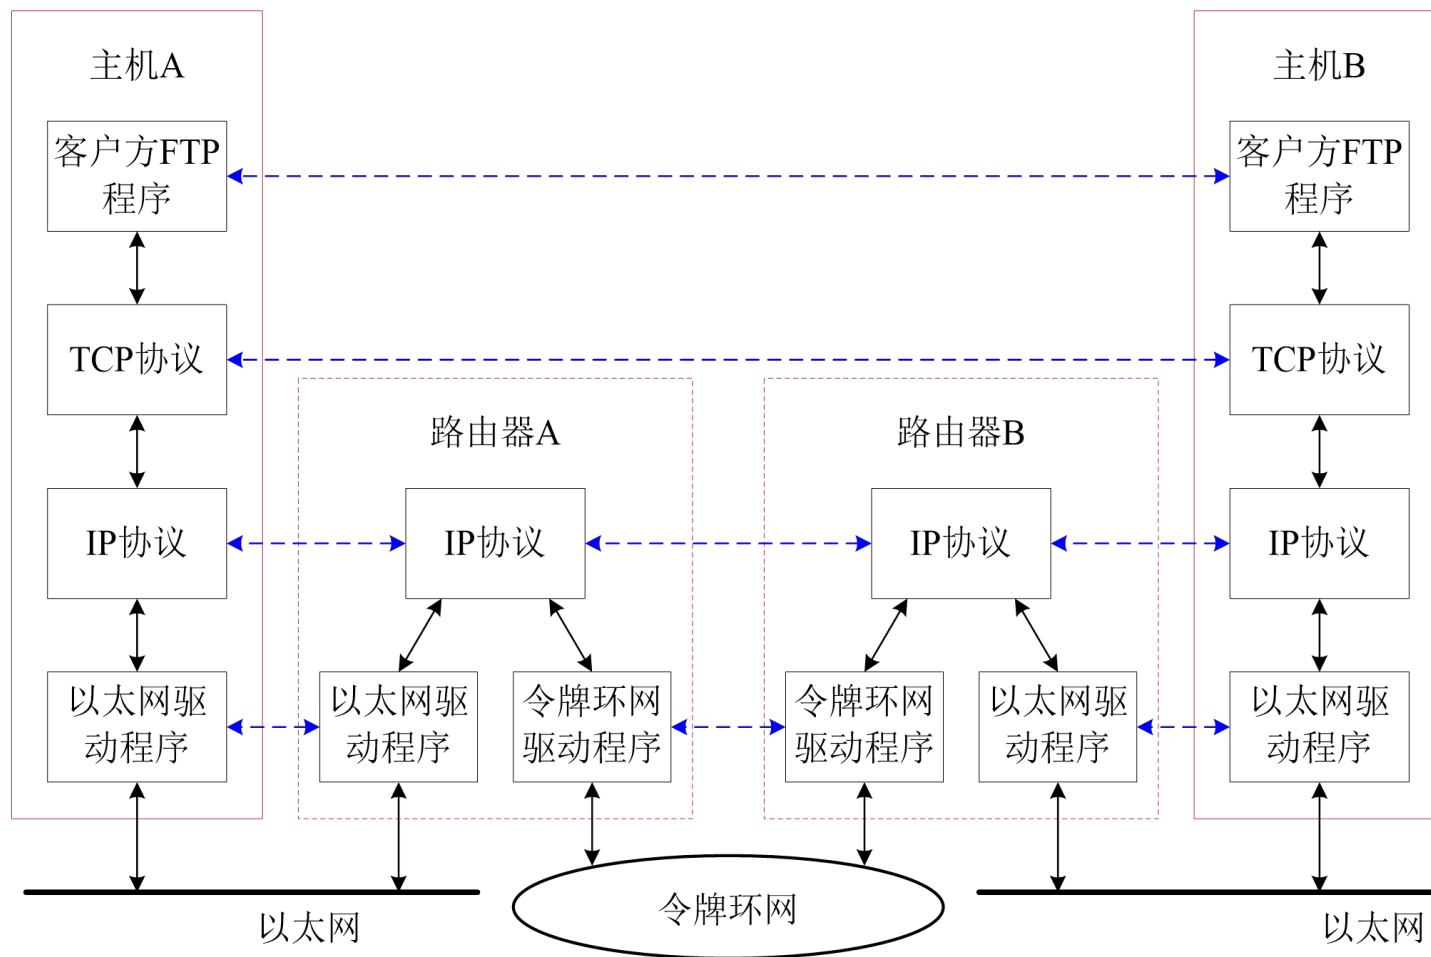 主机A
主机B
客户方FTP
程序
客户方FTP
程序
TCP协议
TCP协议
路由器A
路由器B
IP协议
IP协议
IP协议
IP协议
以太网驱
动程序
以太网驱
动程序
令牌环网
驱动程序
令牌环网
驱动程序
以太网驱
动程序
以太网驱
动程序
以太网
令牌环网
以太网